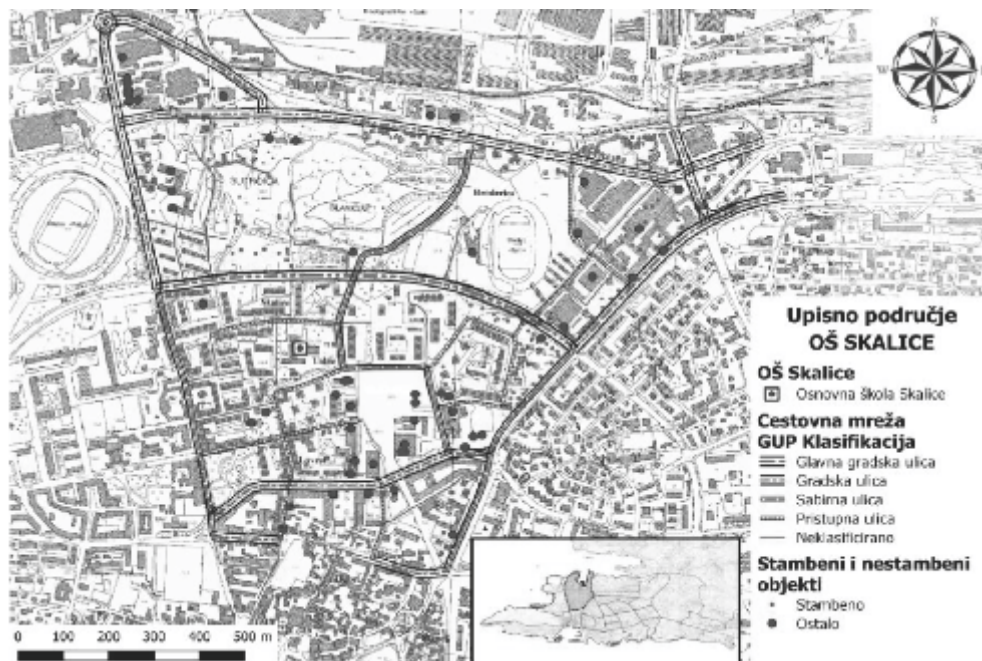 N
S
Upisno područje
OŠ SKALICE
OŠ Skalice
Osnovna škola Skalice
Cestovna mreža
GUP Klasifikacija
Glavna gradska ulica
Gradska ulica
Sabirna ulica
Pristupna ulica
Neklasificirano
Stambeni i nestambeni
objekti
Stambeno
Ostalo
0 100 200 300 400 500 m